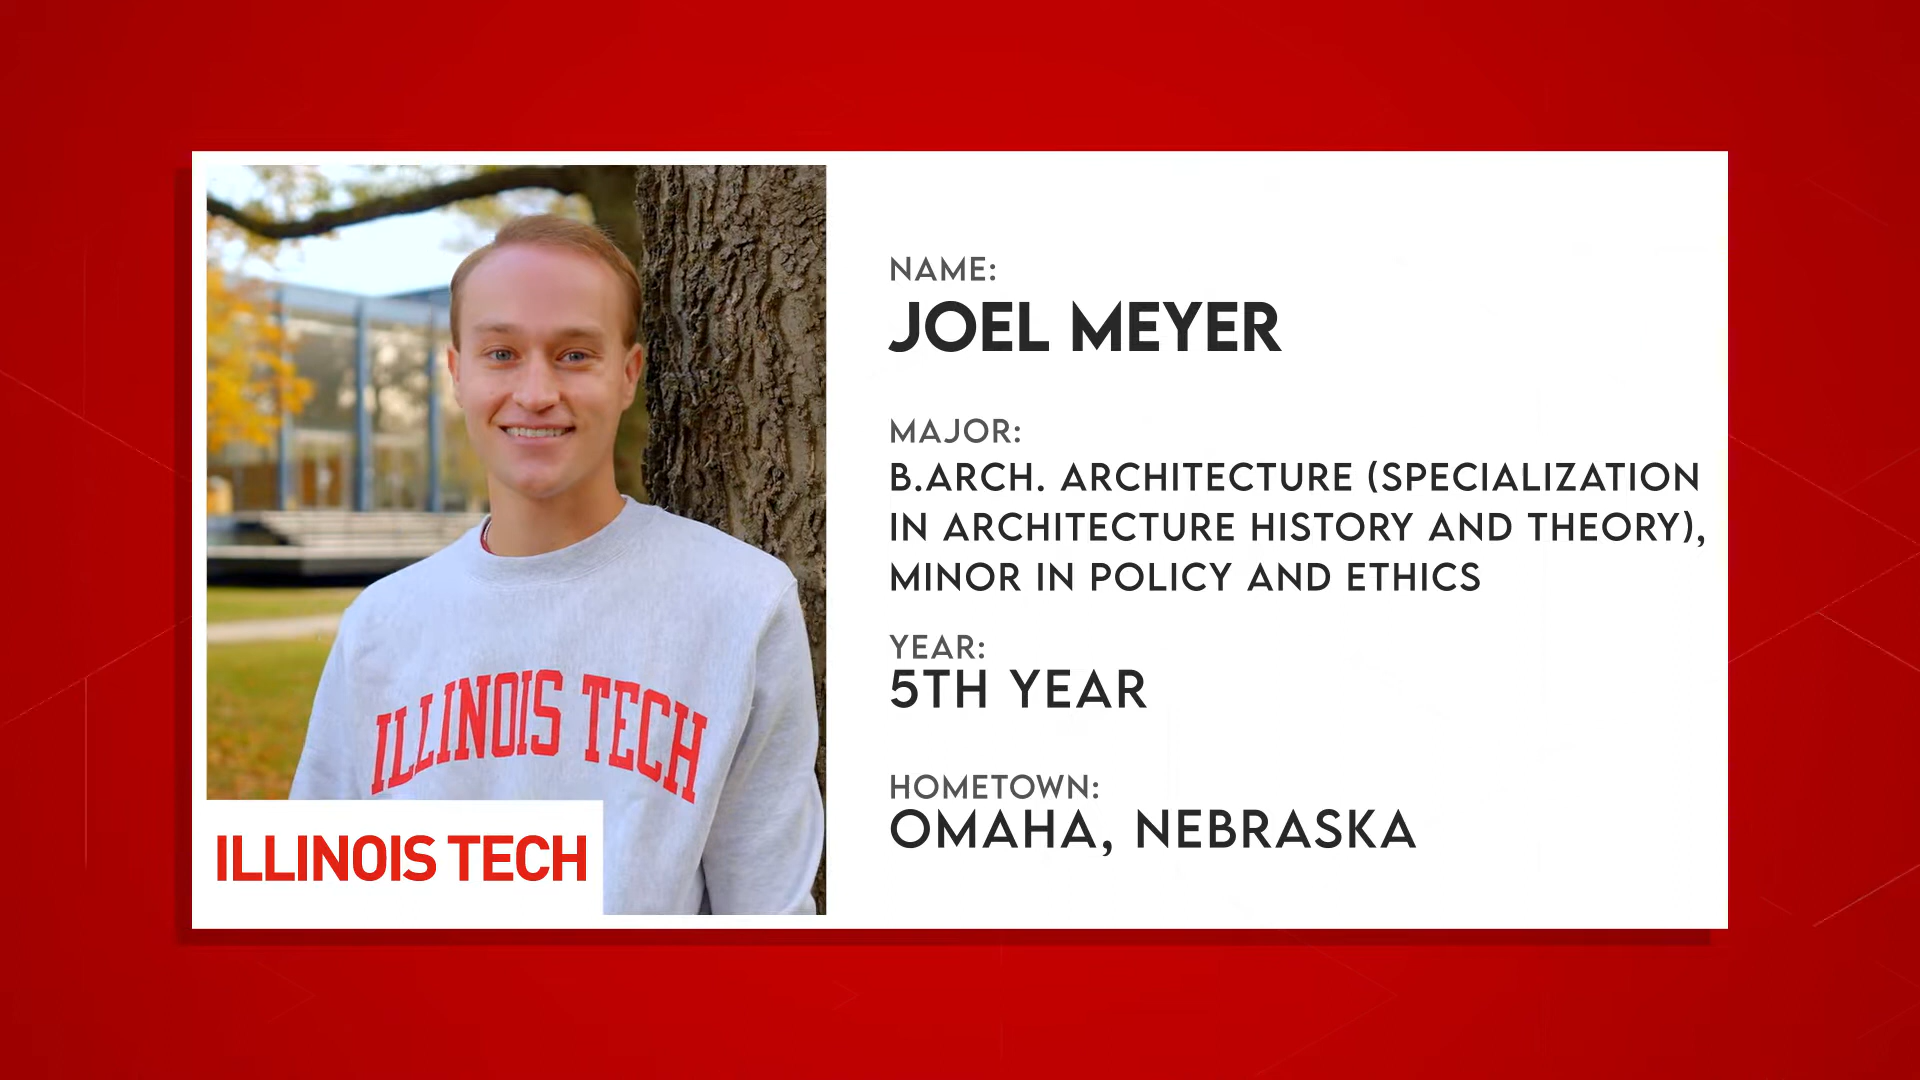 NAME:
JOEL MEYER
MAJOR:
B.ARCH. ARCHITECTURE (SPECIALIZATION
IN ARCHITECTURE HISTORY AND THEORY),
MINOR IN POLICY AND ETHICS
YEAR:
5TH YEAR
HOMETOWN:
OMAHA, NEBRASKA
ILLINOIS TECH
ILLINOIS TECH